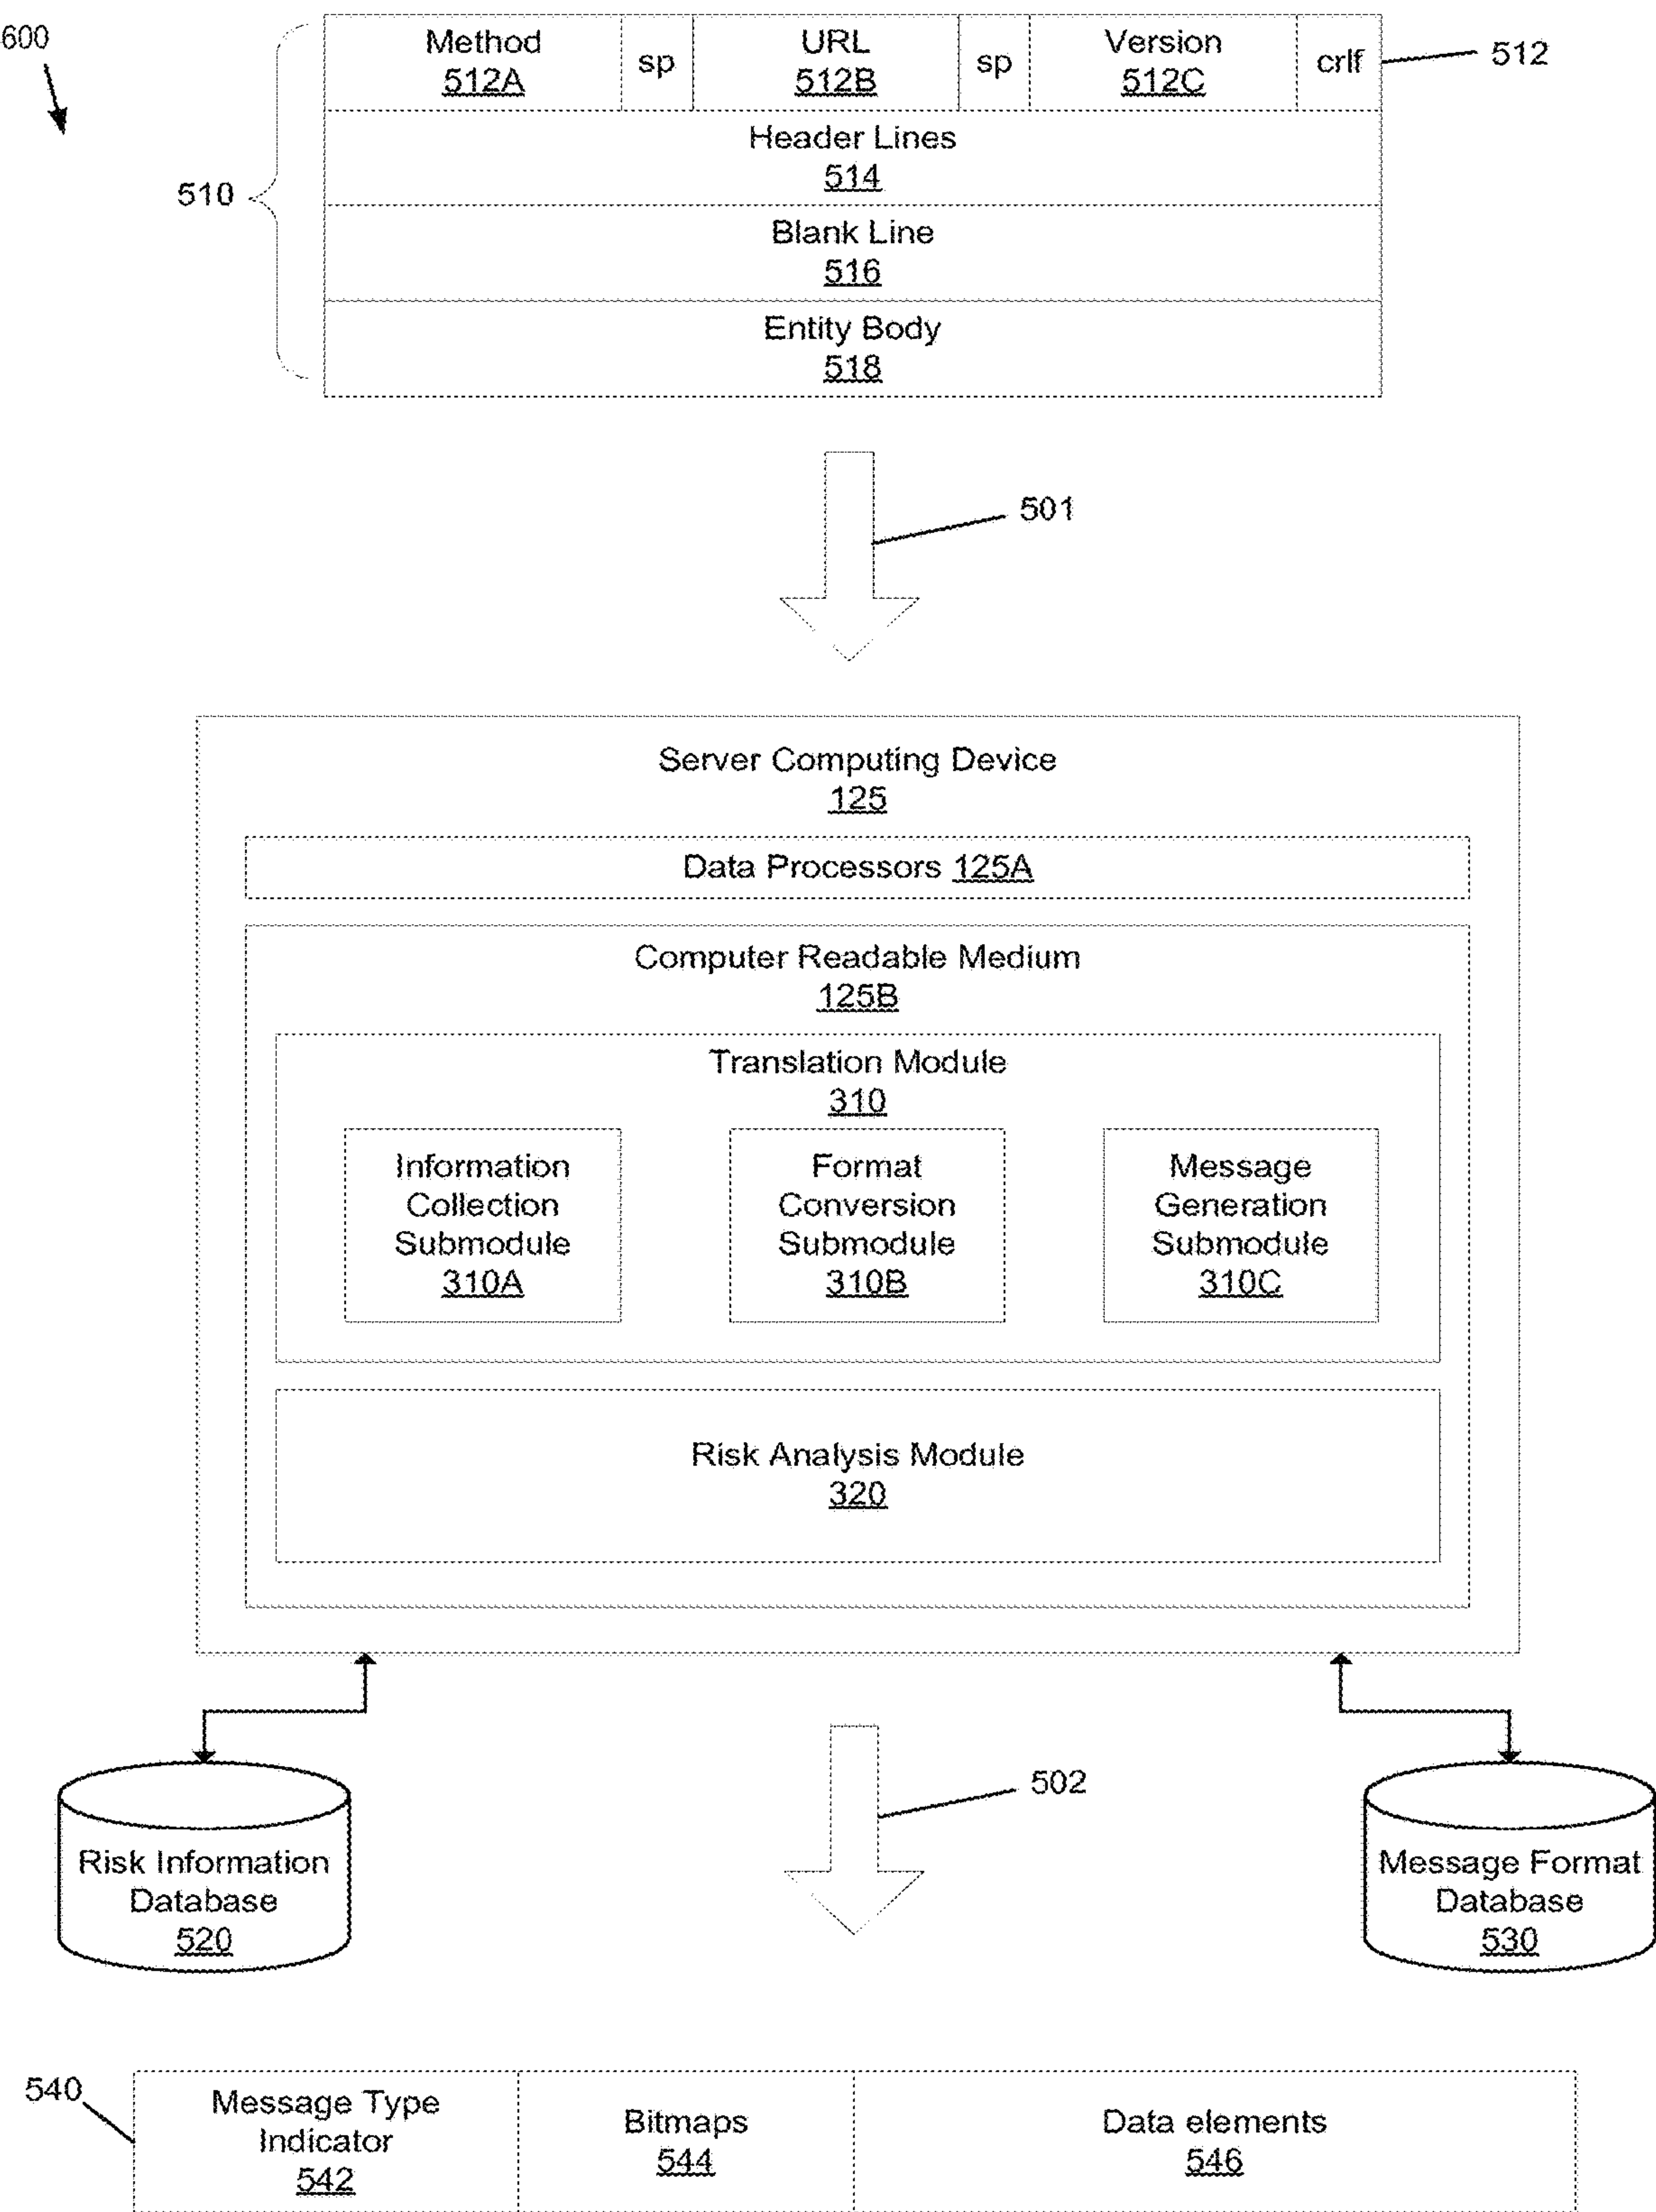 600
Method
512A
sp
URL
512B
sp
Version
512C
crlf
512
Header Lines
514
510
Blank Line
516
Entity Body
518
501
Server Computing Device
125
Data Processors 125A
Computer Readable Medium
125B
Translation Module
310
Information
Collection
Submodule
310A
Format
Conversion
Submodule
310B
Message
Generation
Submodule
310C
Risk Analysis Module
320
502
Risk Information
Database
520
Message Format
Database
530
540
Message Type
Indicator
542
Bitmaps
544
Data elements
546